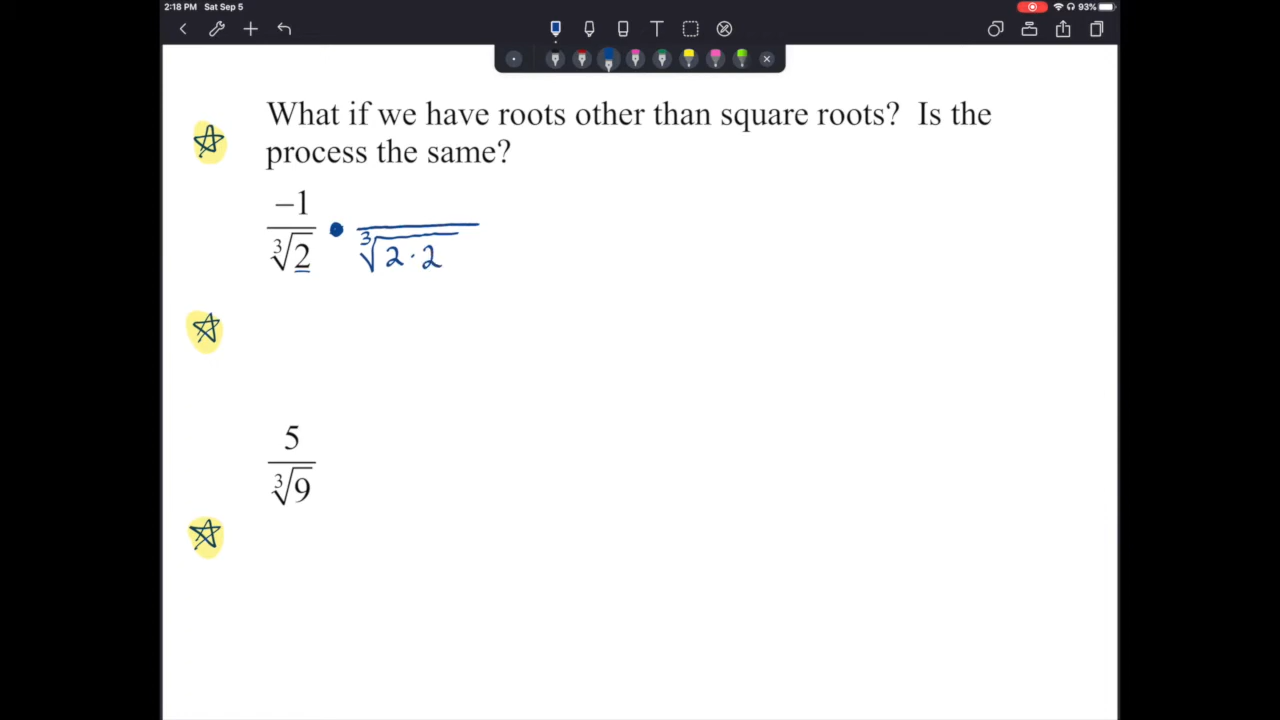 2:18 PM Sat Sep 5
93%
T
What if we have roots other than square roots? Is the
process the same?
–1
∛2 • ∛2·2
5
∛9